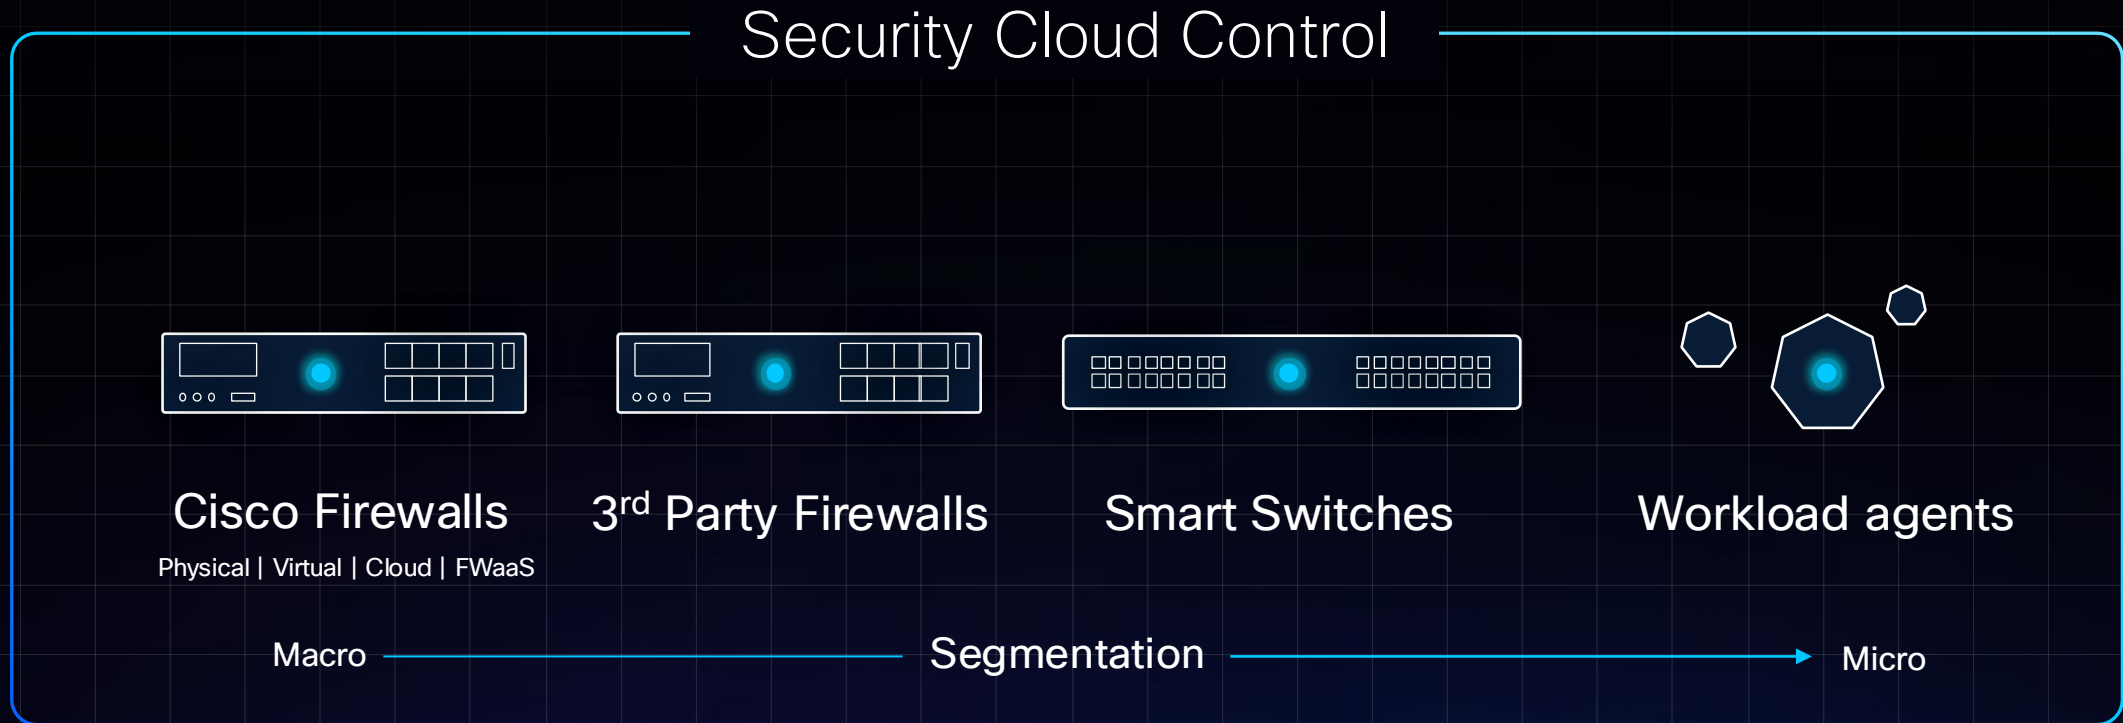 Security Cloud Control
Cisco Firewalls
Physical | Virtual | Cloud | FWaaS
3rd Party Firewalls
Smart Switches
Workload agents
Macro
Segmentation
Micro